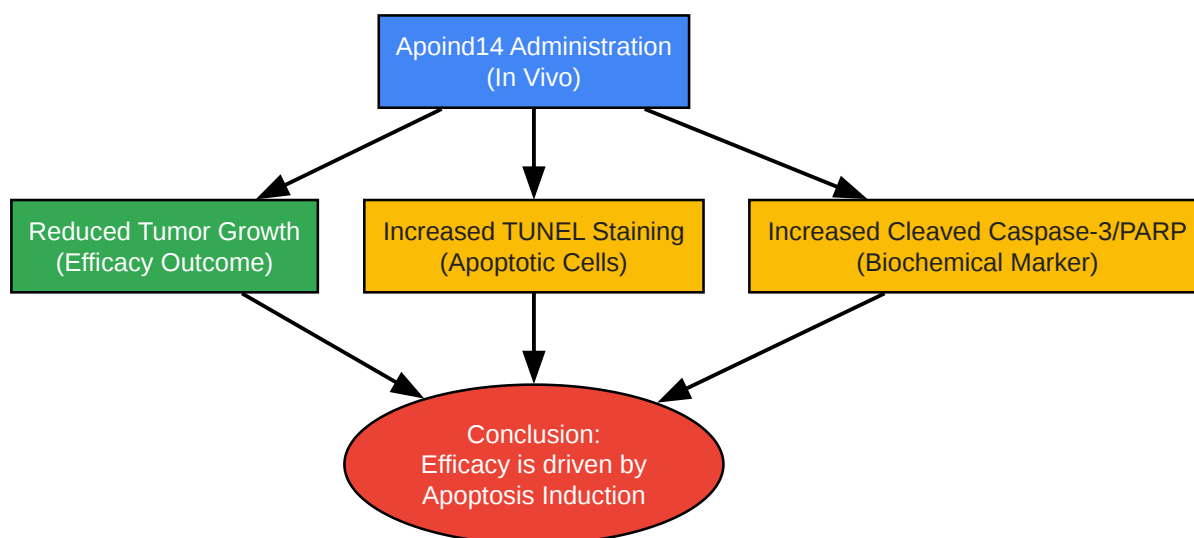 Apoind14 Administration
(In Vivo)
Reduced Tumor Growth
(Efficacy Outcome)
Increased TUNEL Staining
(Apoptotic Cells)
Increased Cleaved Caspase-3/PARP
(Biochemical Marker)
Conclusion:
Efficacy is driven by
Apoptosis Induction